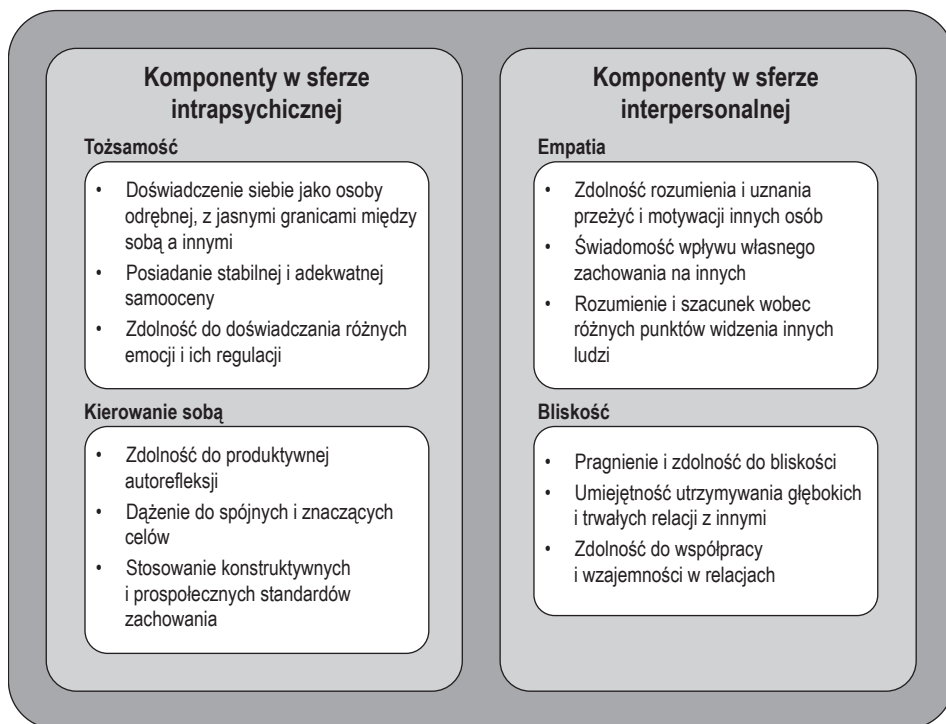 Komponenty w sferze
intrapsychicznej
Tożsamość
• Doświadczenie siebie jako osoby
odrębnej, z jasnymi granicami między
sobą a innymi
• Posiadanie stabilnej i adekwatnej
samooceny
• Zdolność do doświadczania różnych
emocji i ich regulacji
Kierowanie sobą
• Zdolność do produktywnej
autorefleksji
• Dążenie do spójnych i znaczących
celów
• Stosowanie konstruktywnych
i prospołecznych standardów
zachowania
Komponenty w sferze
interpersonalnej
Empatia
• Zdolność rozumienia i uznania
przeżyć i motywacji innych osób
• Świadomość wpływu własnego
zachowania na innych
• Rozumienie i szacunek wobec
różnych punktów widzenia innych
ludzi
Bliskość
• Pragnienie i zdolność do bliskości
• Umiejętność utrzymywania głębokich
i trwałych relacji z innymi
• Zdolność do współpracy
i wzajemności w relacjach